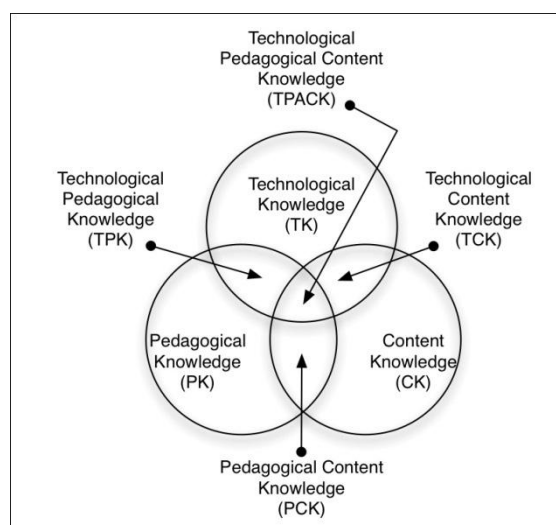 Technological
Pedagogical Content
Knowledge
(TPACK)
Technological
Pedagogical
Knowledge
(TPK)
Technological
Knowledge
(TK)
Technological
Content
Knowledge
(TCK)
Pedagogical
Knowledge
(PK)
Content
Knowledge
(CK)
Pedagogical Content
Knowledge
(PCK)